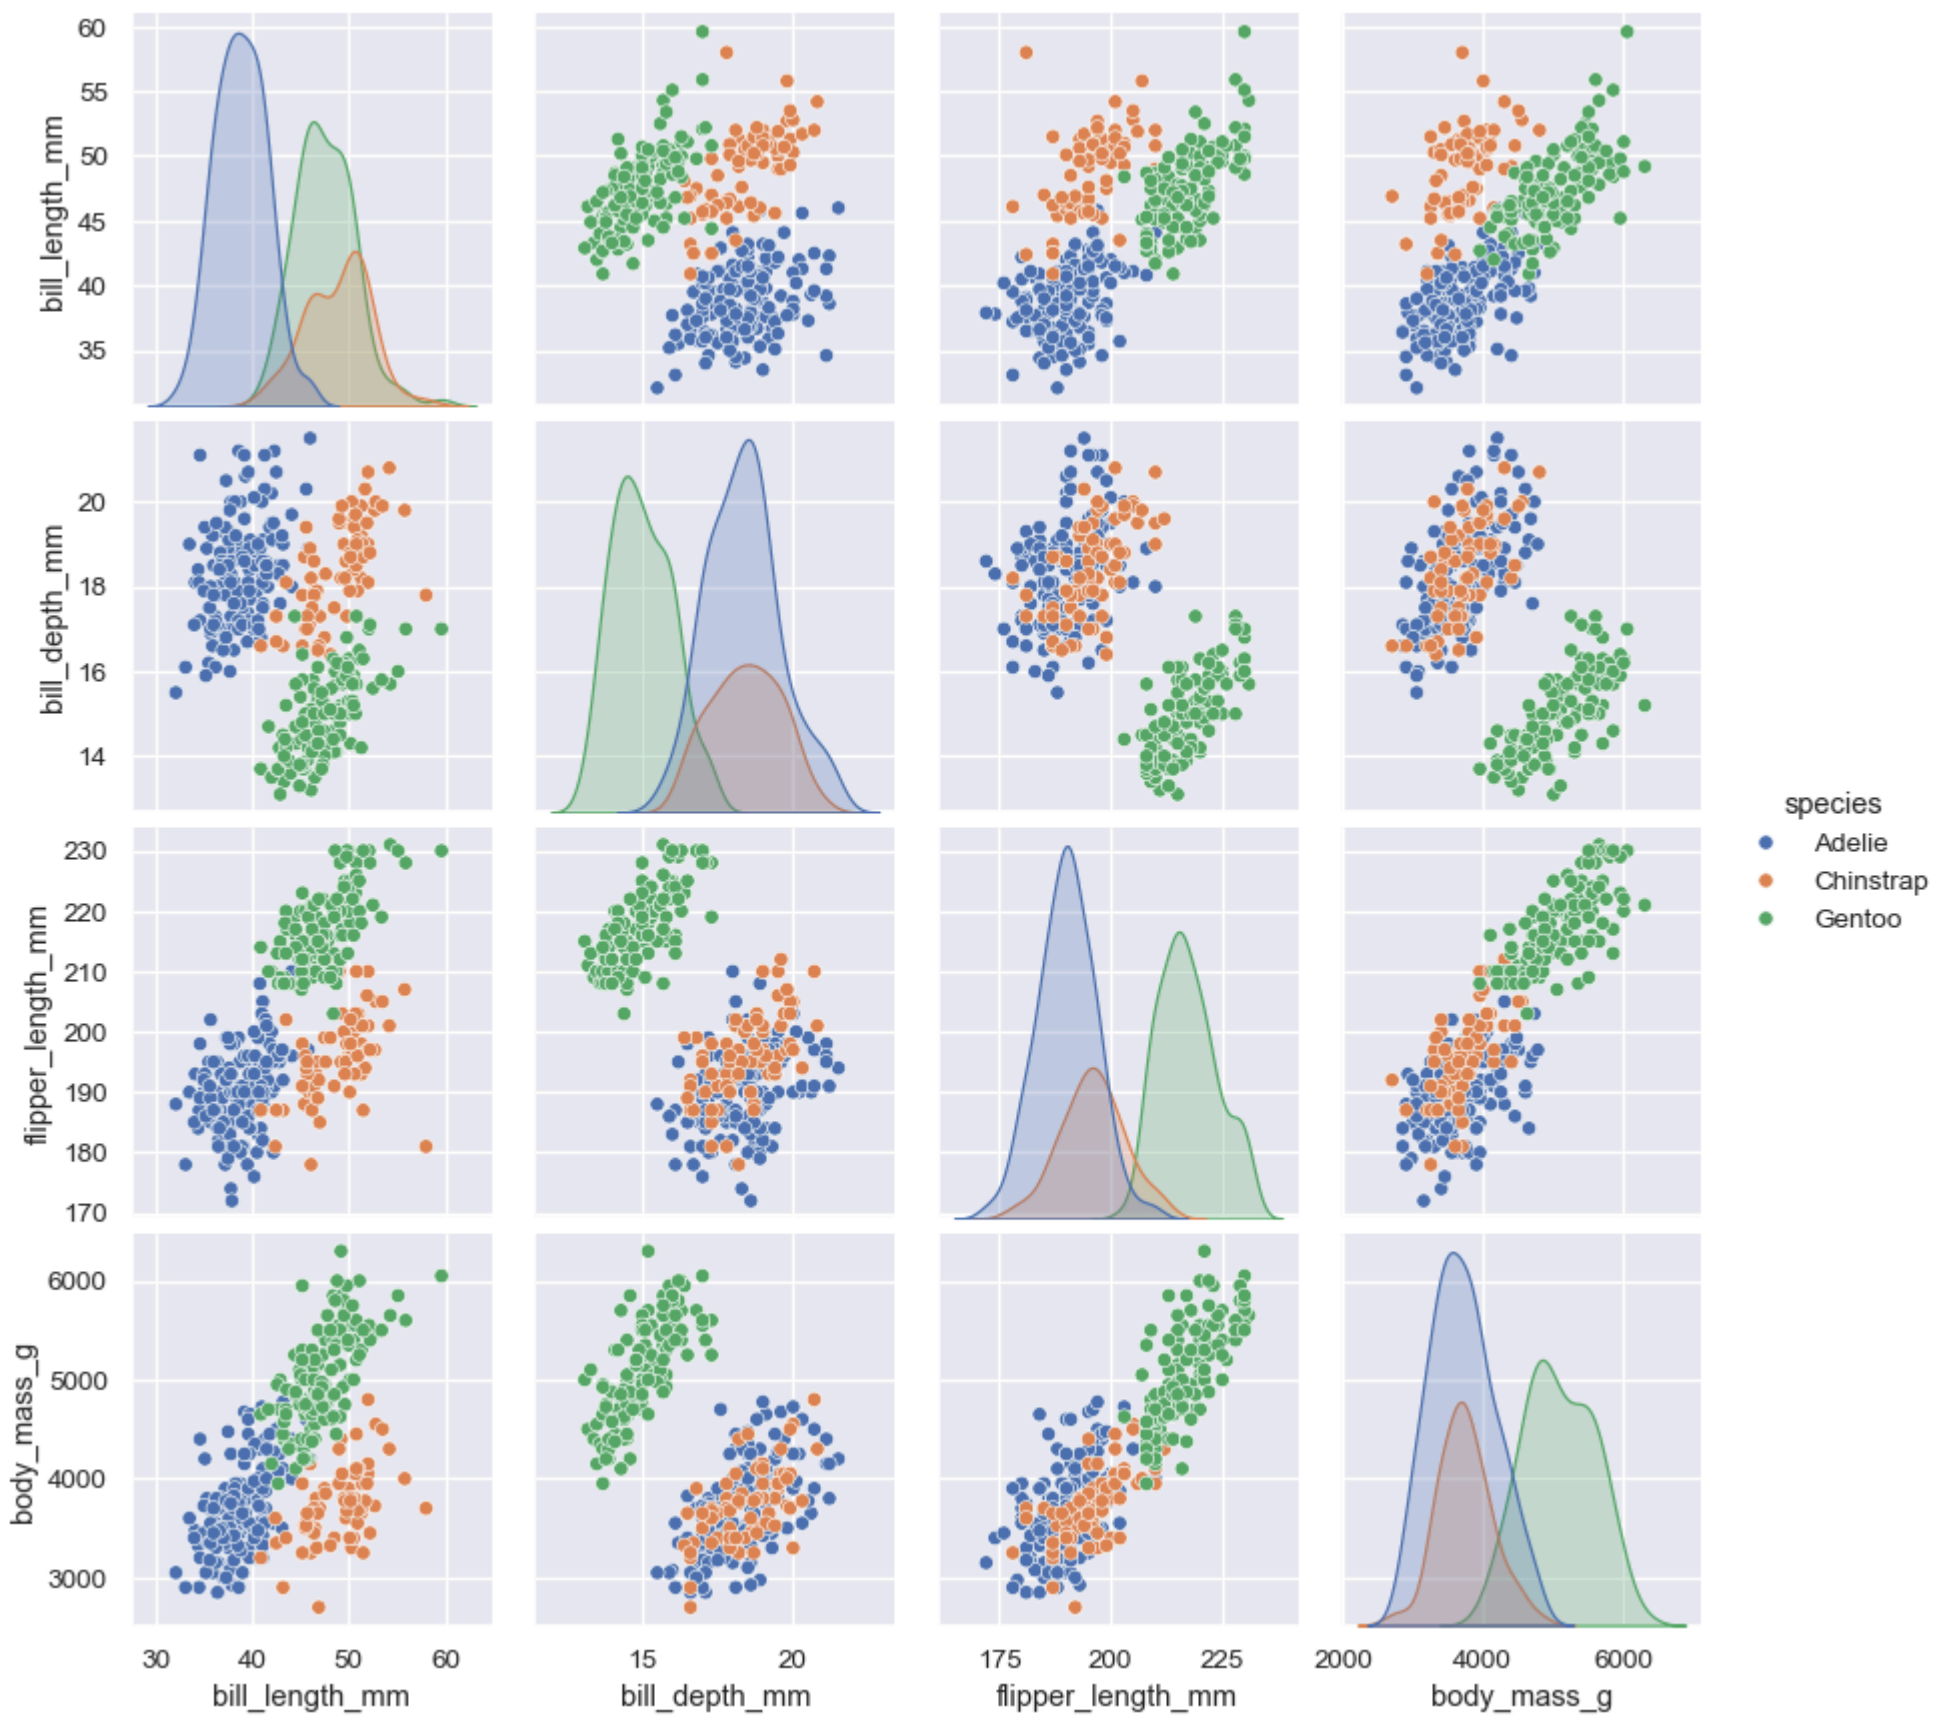 60
55
50
45
40
35
bill_length_mm
20
18
16
14
bill_depth_mm
230
220
210
200
190
180
170
flipper_length_mm
6000
5000
4000
3000
body_mass_g
30 40 50 60
bill_length_mm
15 20
bill_depth_mm
175 200 225
flipper_length_mm
2000 4000 6000
body_mass_g
species
Adelie
Chinstrap
Gentoo